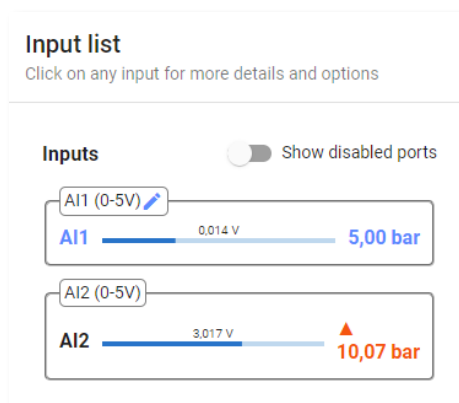 Input list
Click on any input for more details and options
Inputs
Show disabled ports
AI1 (0-5V)
AI1
0,014 V
5,00 bar
AI2 (0-5V)
AI2
3,017 V
10,07 bar